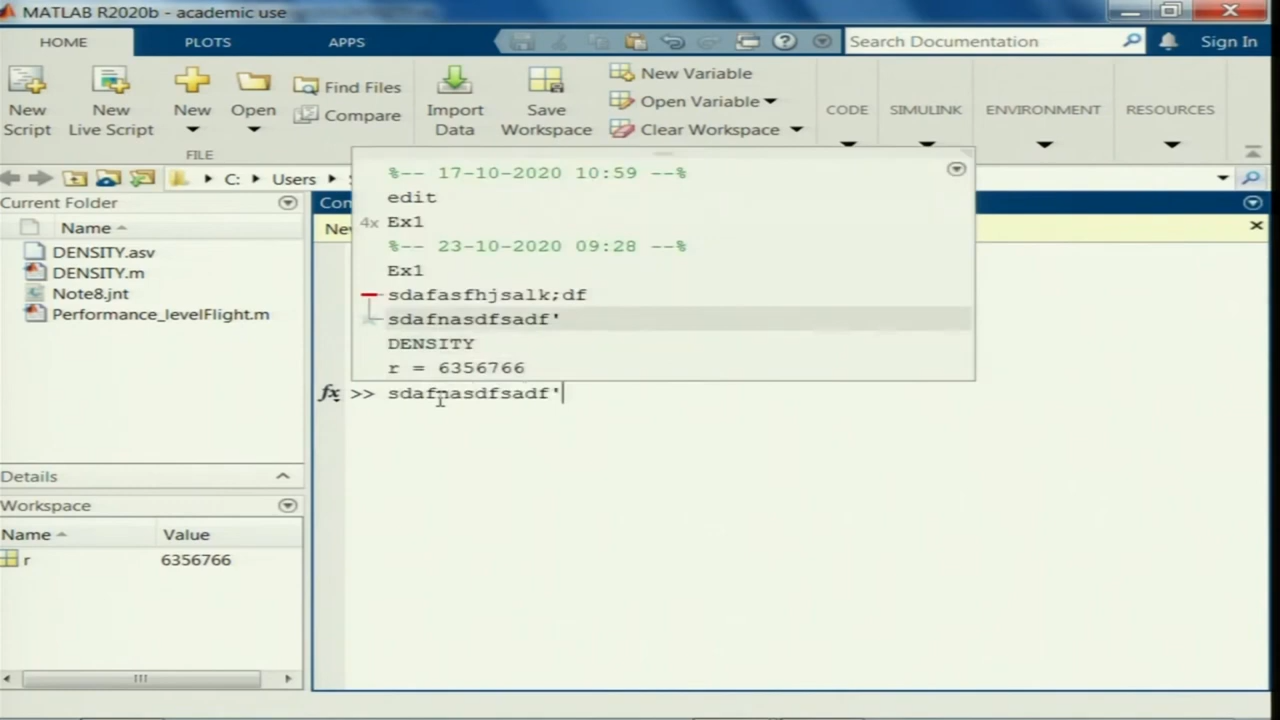 MATLAB R2020b - academic use
HOME
PLOTS
APPS
Search Documentation
Sign In
New Script
New Live Script
New
Open
Find Files
Compare
Import Data
Save Workspace
New Variable
Open Variable
Clear Workspace
CODE
SIMULINK
ENVIRONMENT
RESOURCES
FILE
C:
Users
Current Folder
Name
DENSITY.asv
DENSITY.m
Note8.jnt
Performance_levelFlight.m
Details
Workspace
Name
Value
r
6356766
%-- 17-10-2020 10:59 --%
edit
4x Ex1
%-- 23-10-2020 09:28 --%
Ex1
sdafasfhjsalk;df
sdafnasdfsadf'
DENSITY
r = 6356766
fx >> sdafnasdfsadf'